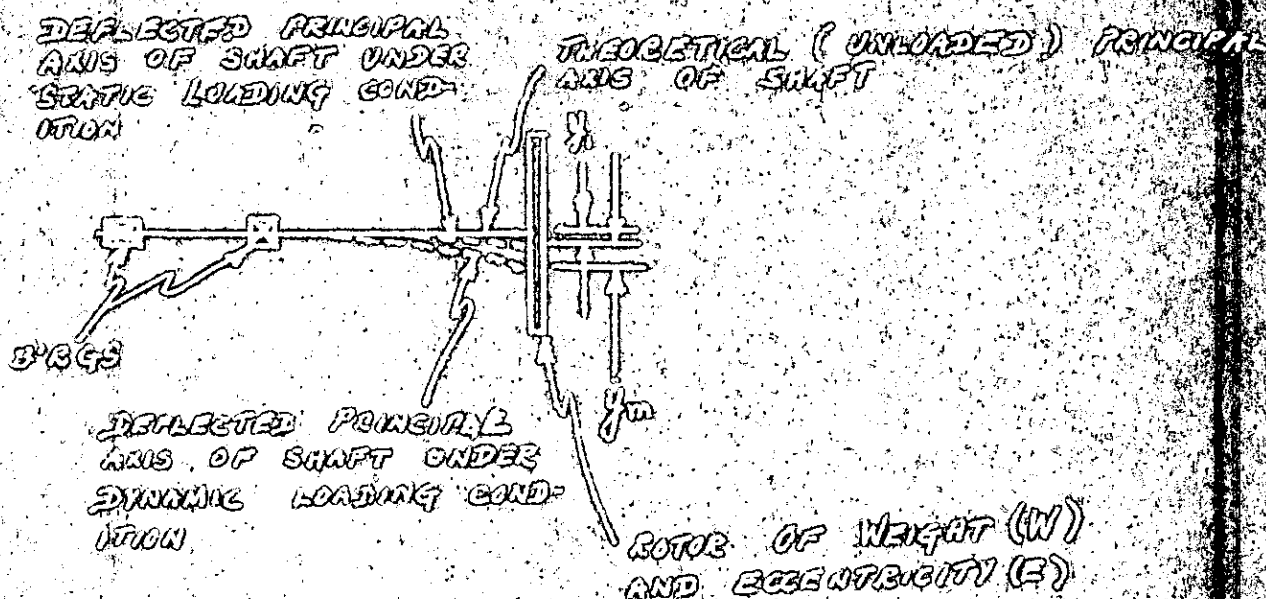 DEFLECTED PRINCIPAL
AXIS OF SHAFT UNDER
STATIC LOADING COND-
ITION
THEORETICAL (UNLOADED) PRINCIPAL
AXIS OF SHAFT
y
B'RGS
ym
DEFLECTED PRINCIPAL
AXIS OF SHAFT UNDER
DYNAMIC LOADING COND-
ITION
ROTOR OF WEIGHT (W)
AND ECCENTRICITY (E)